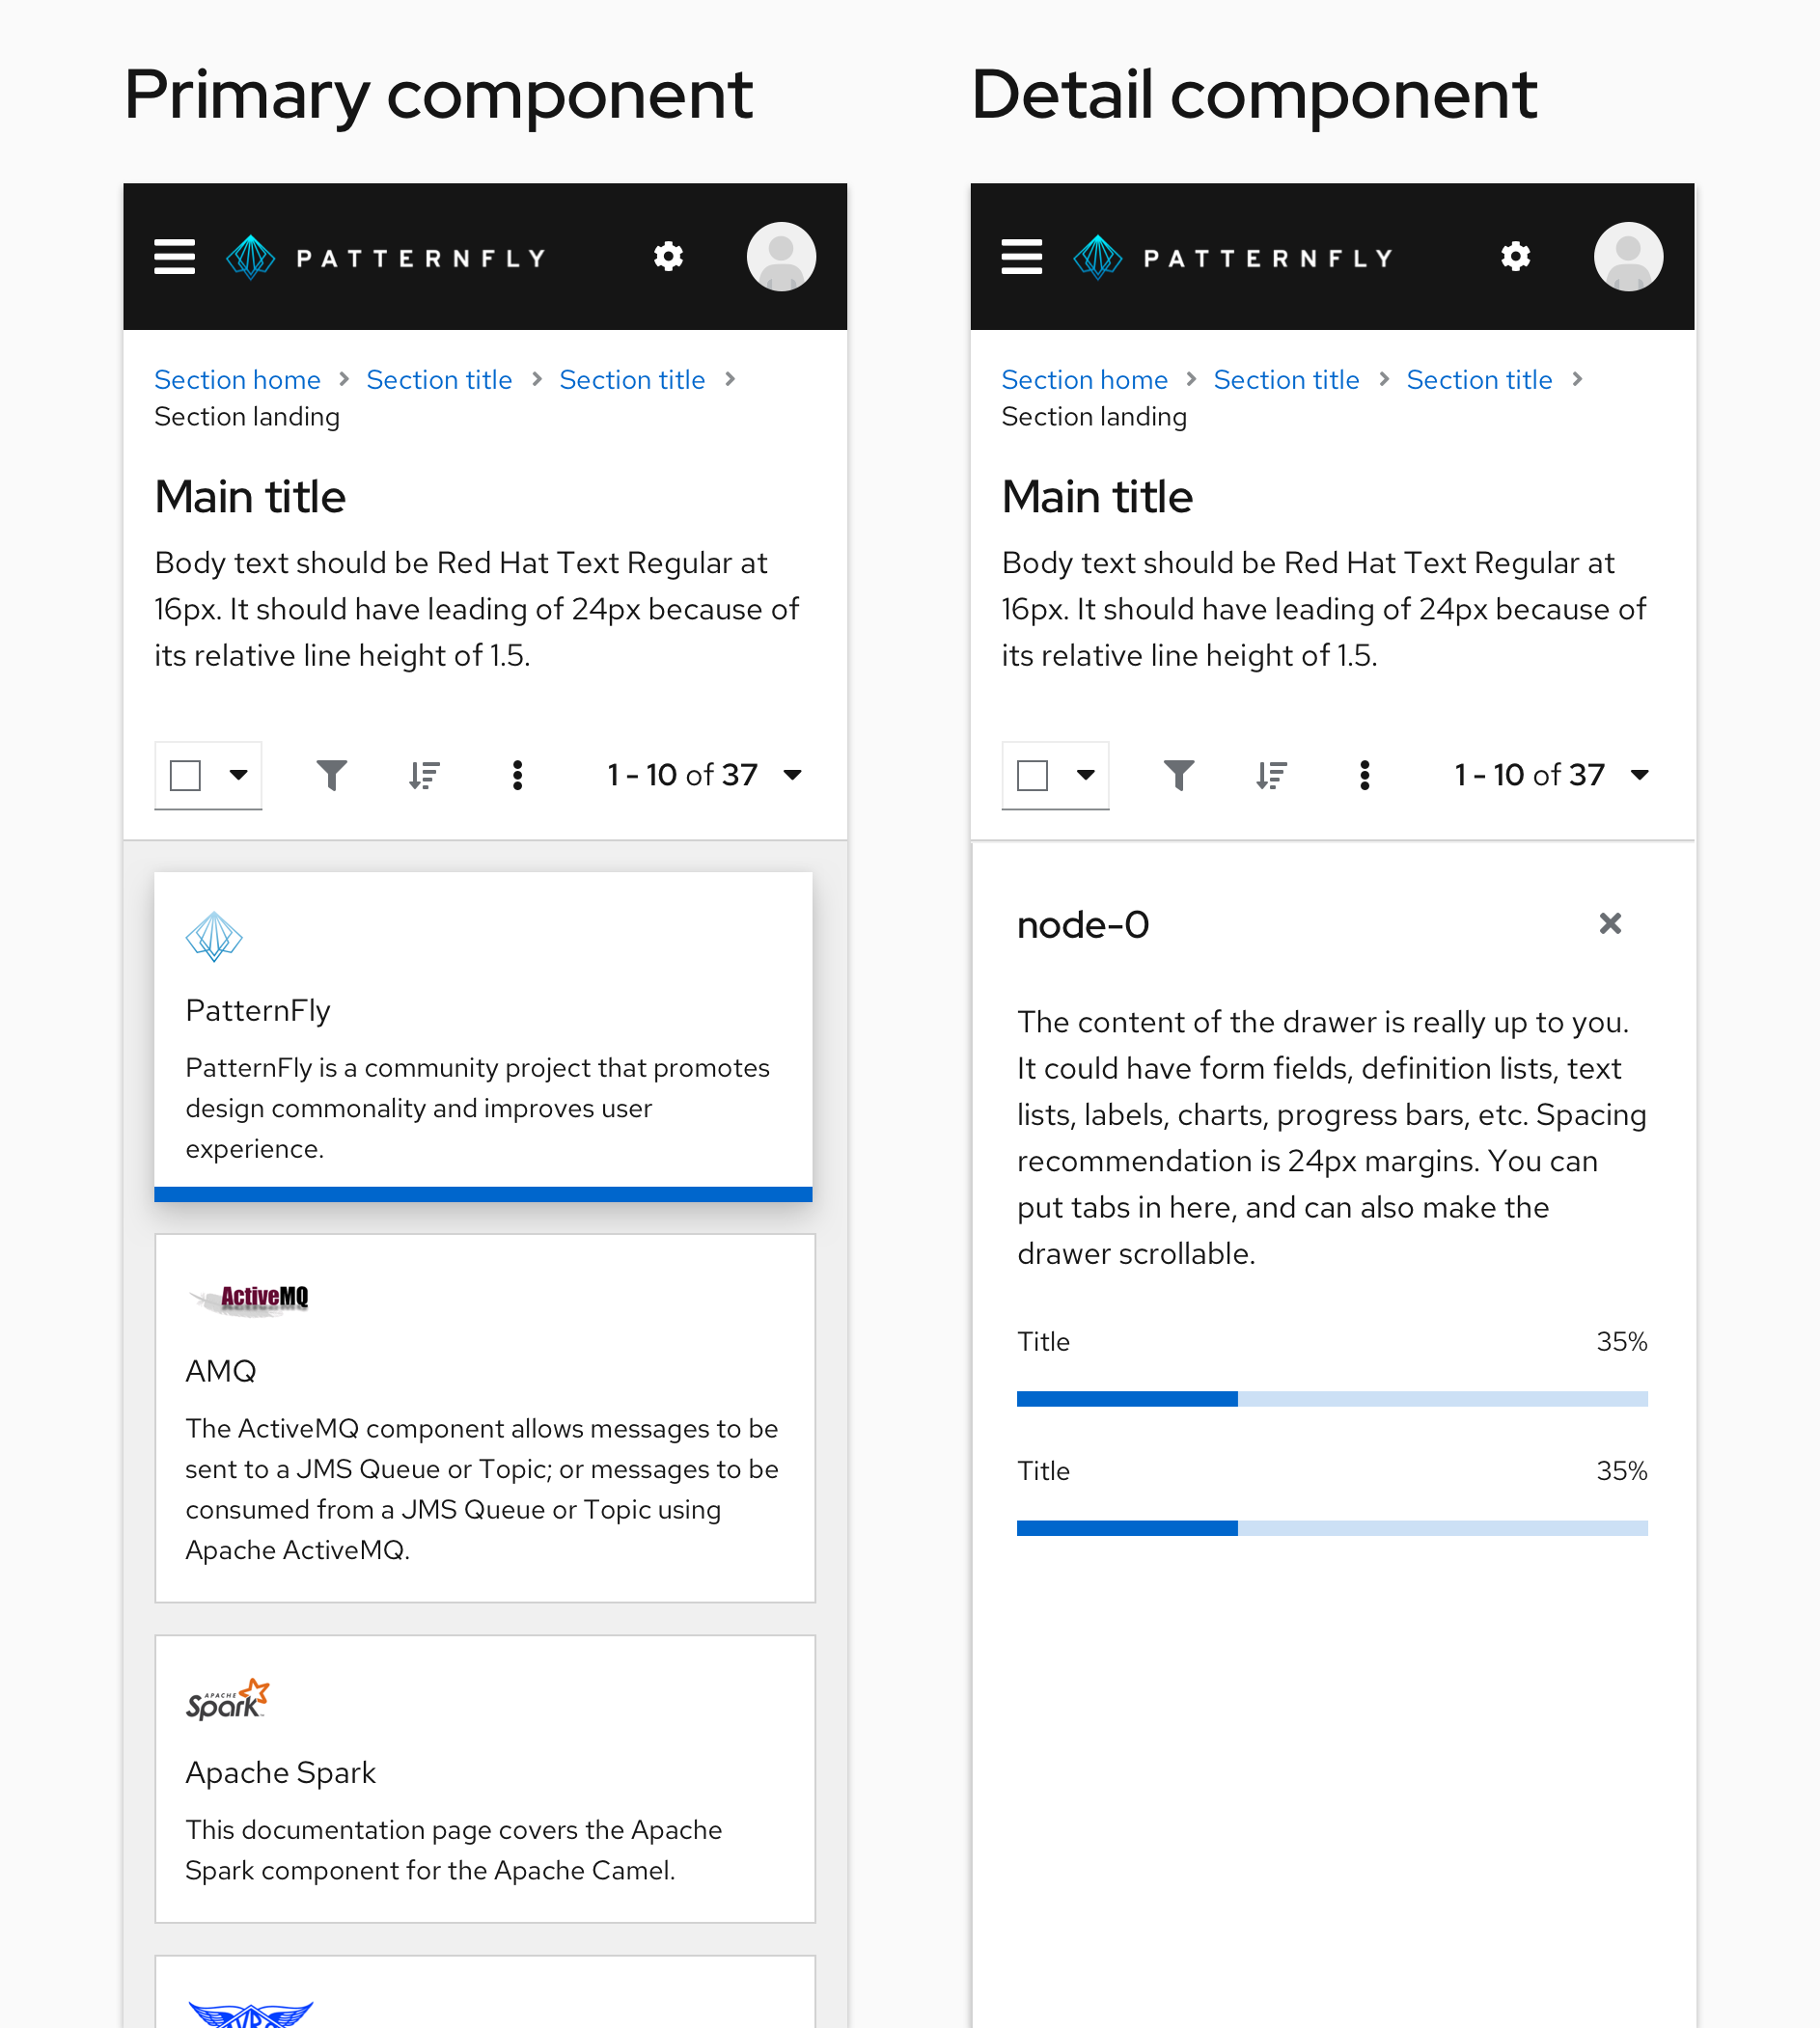 Primary component
PATTERNFLY
Section home > Section title > Section title >
Section landing
Main title
Body text should be Red Hat Text Regular at
16px. It should have leading of 24px because of
its relative line height of 1.5.
1 - 10 of 37
PatternFly
PatternFly is a community project that promotes
design commonality and improves user
experience.
ActiveMQ
AMQ
The ActiveMQ component allows messages to be
sent to a JMS Queue or Topic; or messages to be
consumed from a JMS Queue or Topic using
Apache ActiveMQ.
APACHE
Spark
Apache Spark
This documentation page covers the Apache
Spark component for the Apache Camel.
Detail component
PATTERNFLY
Section home > Section title > Section title >
Section landing
Main title
Body text should be Red Hat Text Regular at
16px. It should have leading of 24px because of
its relative line height of 1.5.
1 - 10 of 37
node-0
The content of the drawer is really up to you.
It could have form fields, definition lists, text
lists, labels, charts, progress bars, etc. Spacing
recommendation is 24px margins. You can
put tabs in here, and can also make the
drawer scrollable.
Title 35%
Title 35%